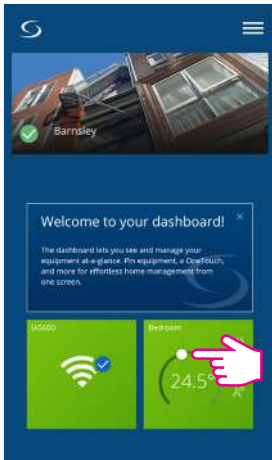 Barnsley
Welcome to your dashboard!
The dashboard lets you see and manage your
equipment at-a-glance. Pin equipment, a OneTouch,
and more for effortless home management from
one screen.
UG600
Bedroom
24.5°